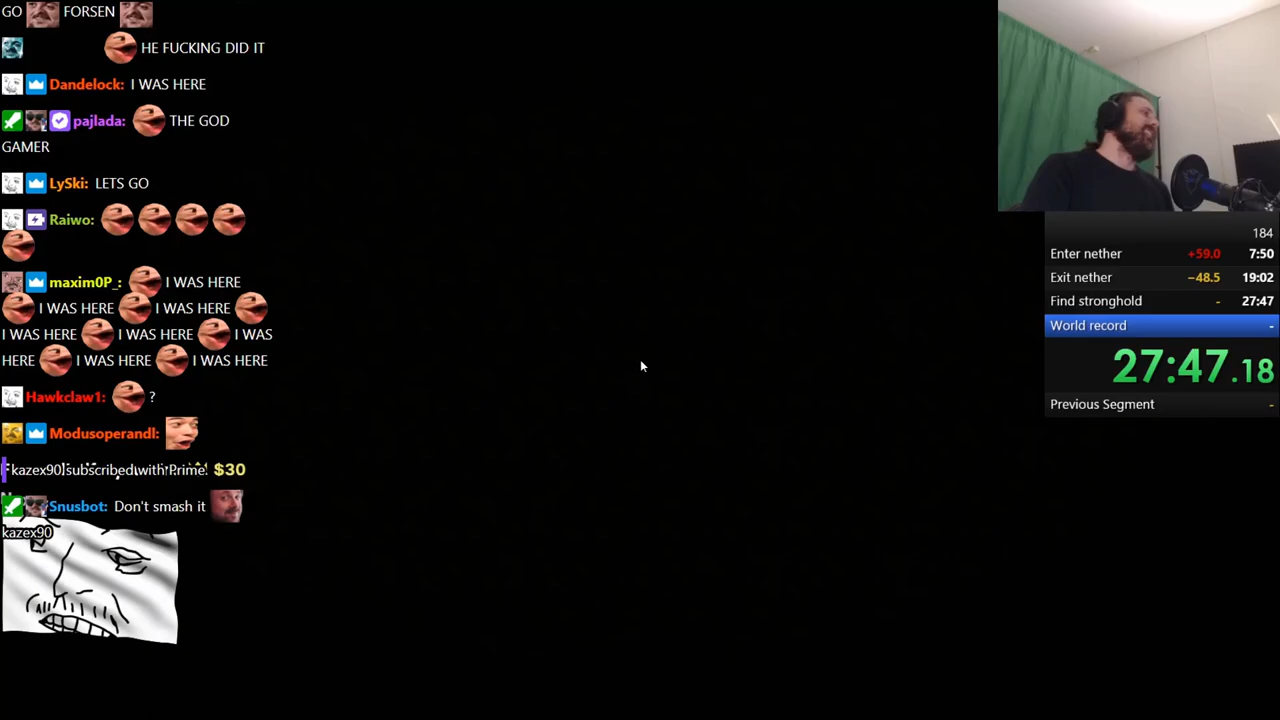 GO FORSEN
HE FUCKING DID IT
Dandelock: I WAS HERE
pajlada: THE GOD
GAMER
LySki: LETS GO
Raiwo:
maxim0P_: I WAS HERE
I WAS HERE I WAS HERE
I WAS HERE I WAS HERE I WAS
HERE I WAS HERE I WAS HERE
Hawkclaw1: ?
Modusoperandl:
kazex90 subscribed with Prime! $30
Snusbot: Don't smash it
kazex90
184
Enter nether +59.0 7:50
Exit nether −48.5 19:02
Find stronghold - 27:47
World record -
27:47.18
Previous Segment -